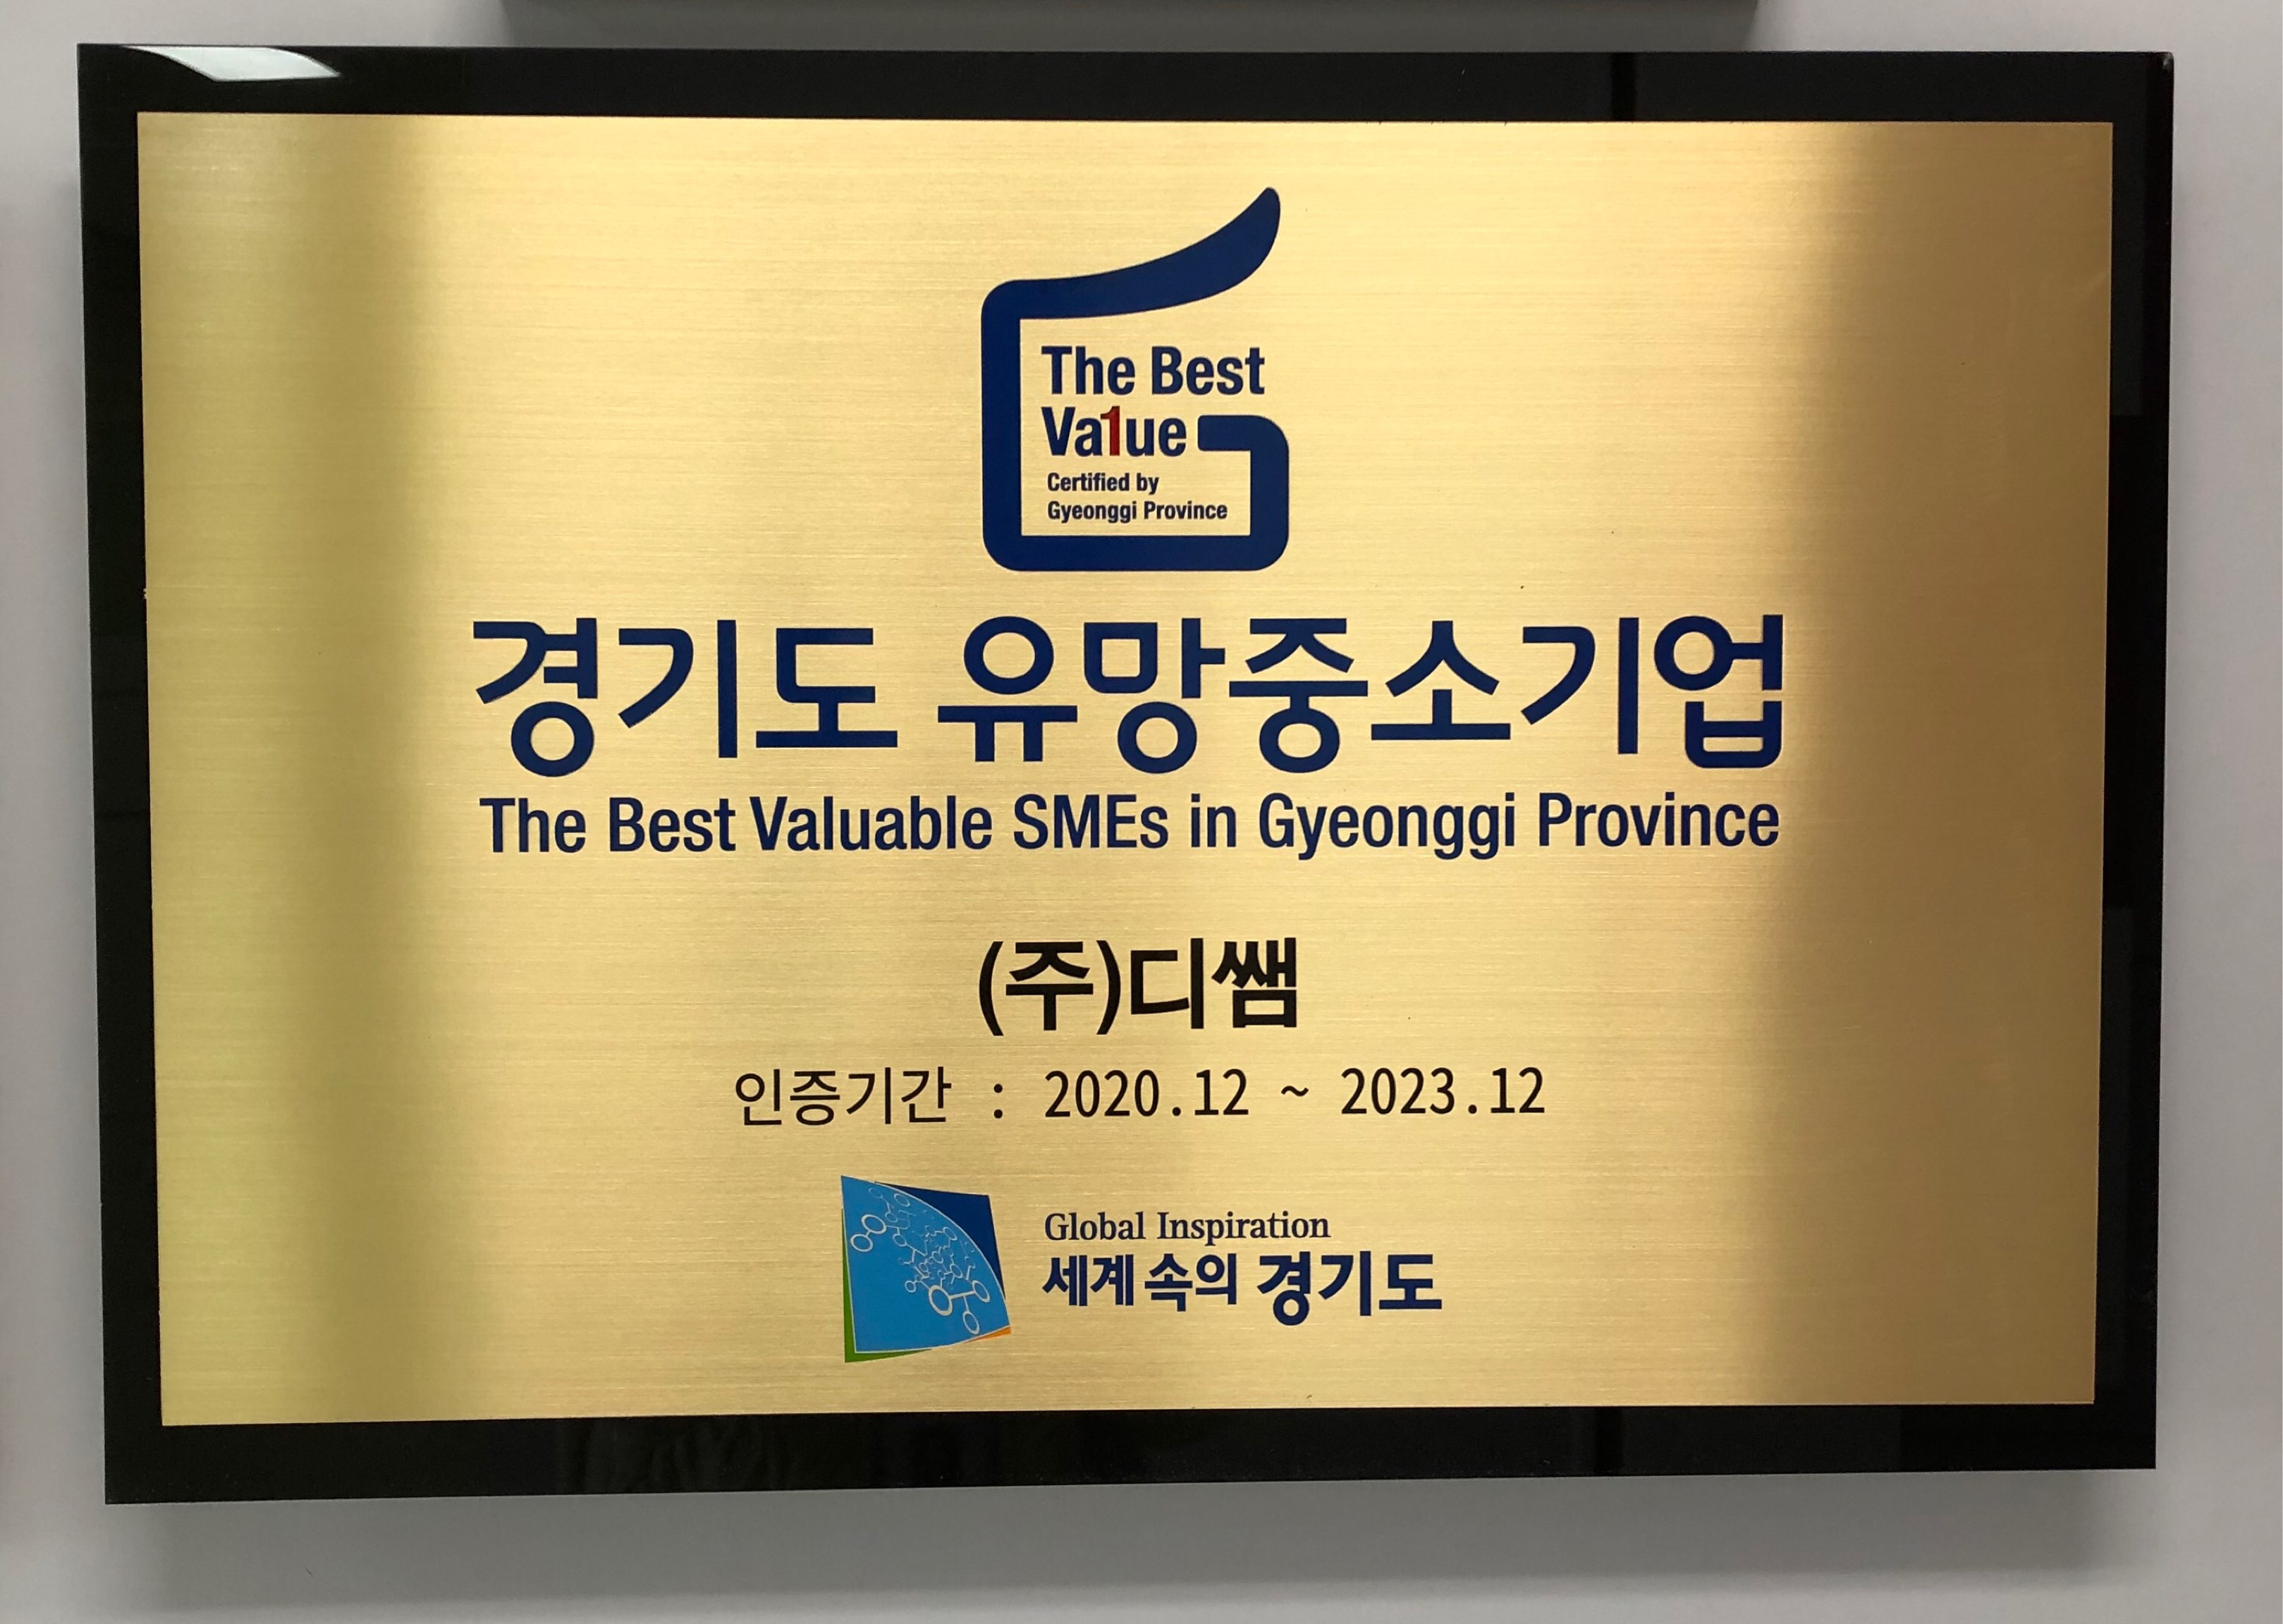 The Best
Va1ue
Certified by
Gyeonggi Province
경기도 유망중소기업
The Best Valuable SMEs in Gyeonggi Province
(주)디쌤
인증기간 : 2020.12 ~ 2023.12
Global Inspiration
세계 속의 경기도